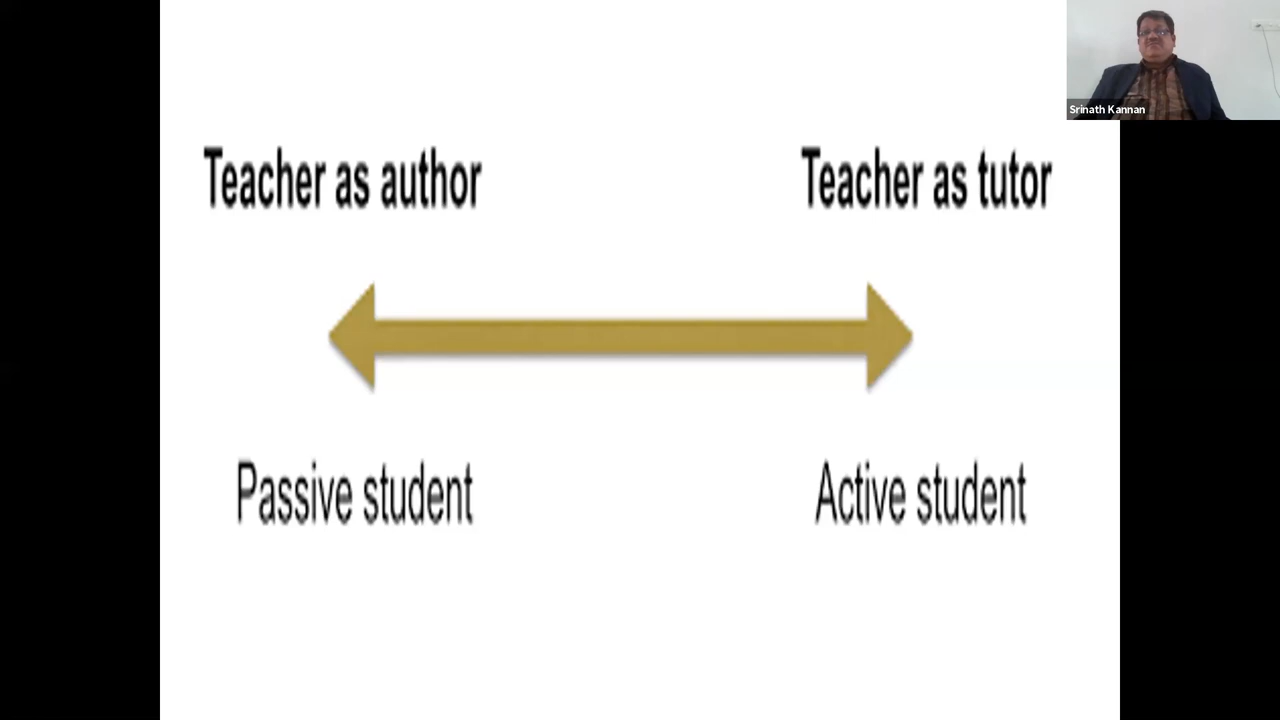 Srinath Kannan
Teacher as author
Teacher as tutor
Passive student
Active student